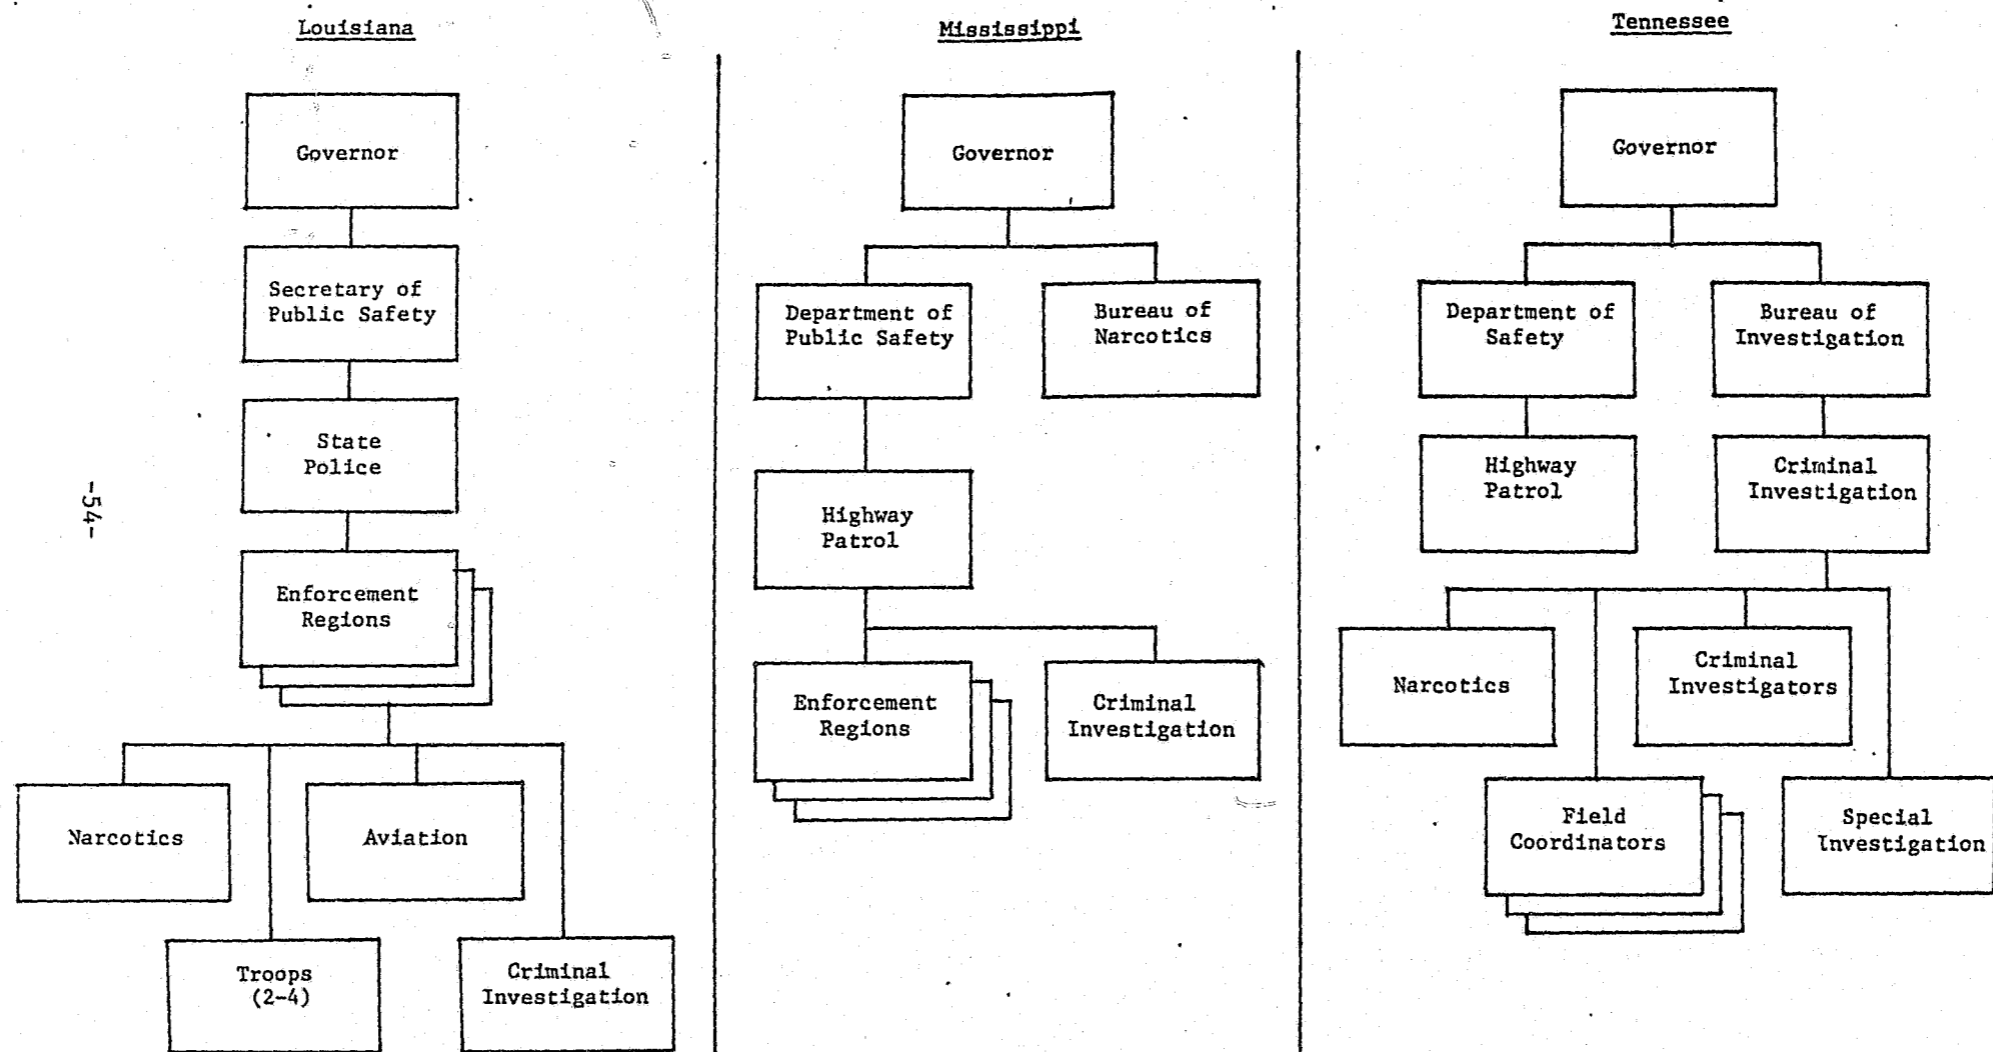 Louisiana
Governor
Secretary of
Public Safety
State
Police
Enforcement
Regions
Narcotics
Aviation
Troops
(2-4)
Criminal
Investigation
Mississippi
Governor
Department of
Public Safety
Bureau of
Narcotics
Highway
Patrol
Enforcement
Regions
Criminal
Investigation
Tennessee
Governor
Department of
Safety
Bureau of
Investigation
Highway
Patrol
Criminal
Investigation
Narcotics
Criminal
Investigators
Field
Coordinators
Special
Investigation
-54-